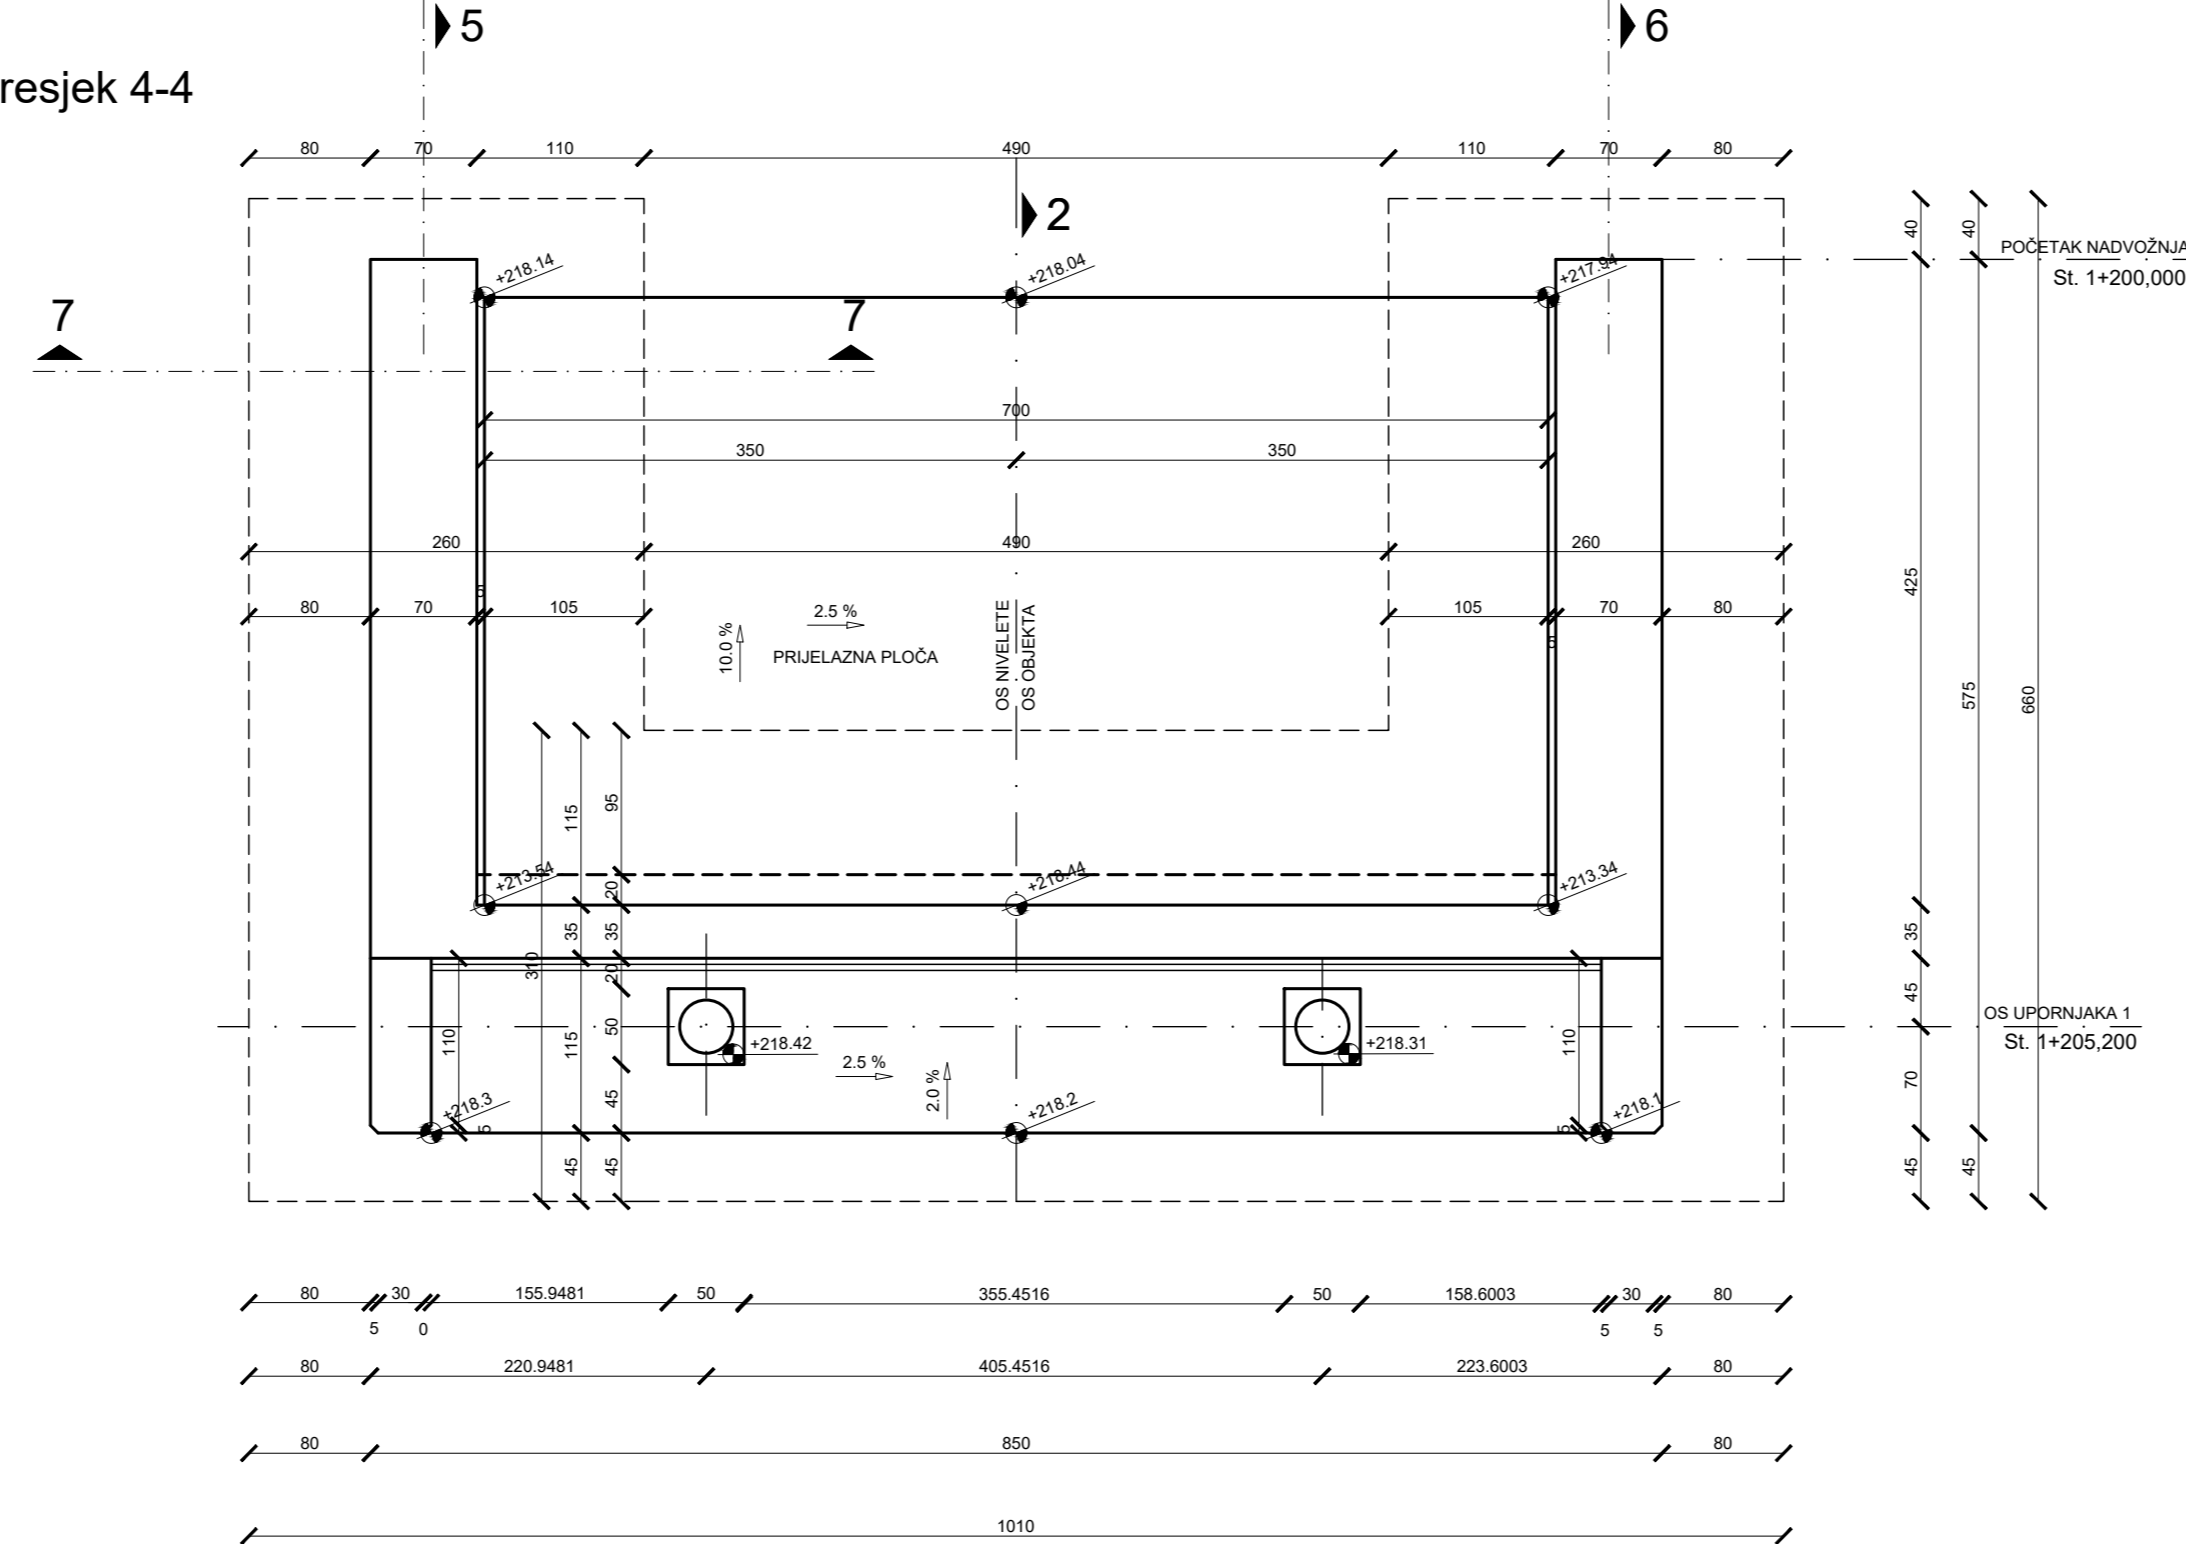 5
6
resjek 4-4
80 70 110 490 110 70 80
2
40 40
POČETAK NADVOŽNJA
St. 1+200,000
+218.14 +218.04 +217.94
7 7
700
350 350
260 490 260
425
5
80 70 105 105 70 80
5
2.5 %
10.0 %
PRIJELAZNA PLOČA
OS NIVELETE
OS OBJEKTA
575
660
115 95
+213.54 +218.44 +213.34
20
35 35 35
310 20
45
OS UPORNJAKA 1
St. 1+205,200
110 115 50 110
+218.42 +218.31
2.5 %
2.0 %
70
45
+218.3 +218.2 +218.1
5 5
45 45 45 45
80 30 155.9481 50 355.4516 50 158.6003 30 80
5 0 5 5
80 220.9481 405.4516 223.6003 80
80 850 80
1010